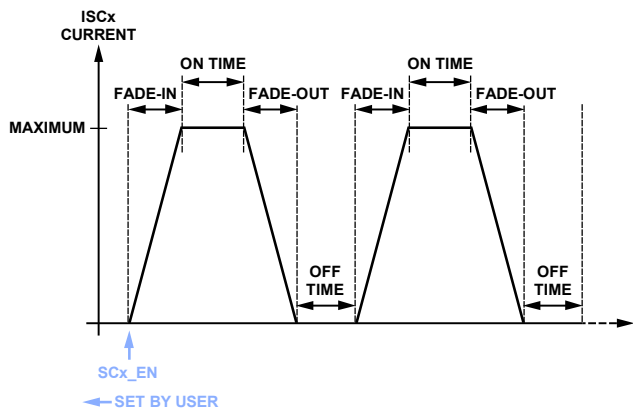 ISCx
CURRENT
ON TIME
ON TIME
FADE-IN
FADE-OUT
FADE-IN
FADE-OUT
MAXIMUM
OFF
TIME
OFF
TIME
SCx_EN
SET BY USER